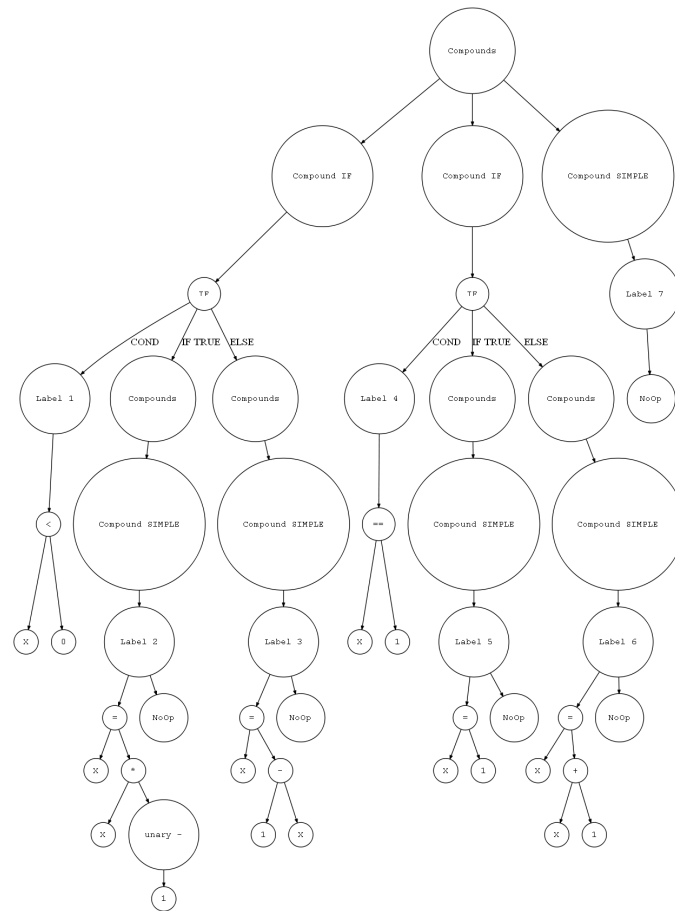 Compounds
Compound IF
Compound IF
Compound SIMPLE
IF
IF
Label 7
COND
IF TRUE
ELSE
COND
IF TRUE
ELSE
Label 1
Compounds
Compounds
Label 4
Compounds
Compounds
NoOp
<
Compound SIMPLE
Compound SIMPLE
==
Compound SIMPLE
Compound SIMPLE
X
0
Label 2
Label 3
X
1
Label 5
Label 6
=
NoOp
=
NoOp
=
NoOp
=
NoOp
X
*
X
-
X
1
X
+
X
unary -
1
X
X
1
1